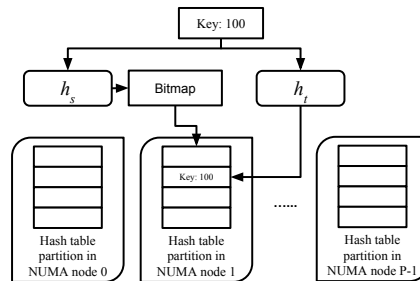 Key: 100
h_s
Bitmap
h_t
Key: 100
......
Hash table
partition in
NUMA node 0
Hash table
partition in
NUMA node 1
Hash table
partition in
NUMA node P-1